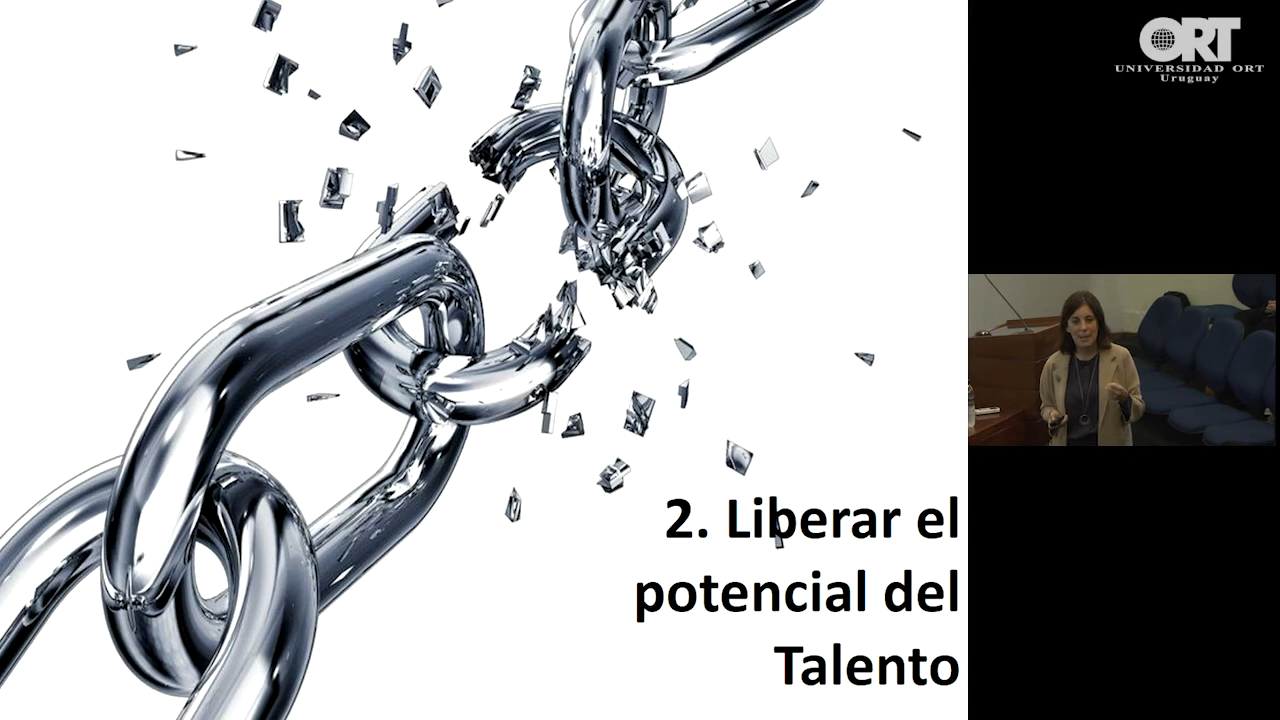 ORT
UNIVERSIDAD ORT
Uruguay
2. Liberar el
potencial del
Talento